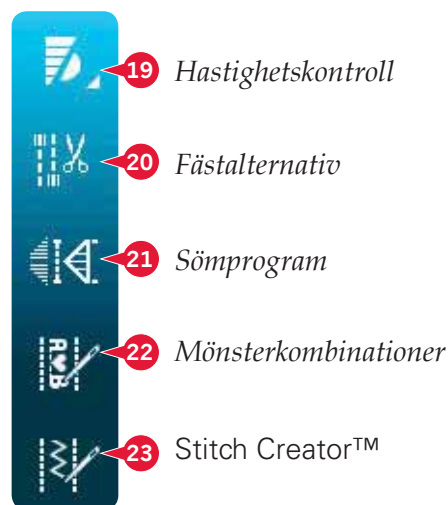 19 Hastighetskontroll
20 Fästalternativ
21 Sömprogram
22 Mönsterkombinationer
23 Stitch Creator™